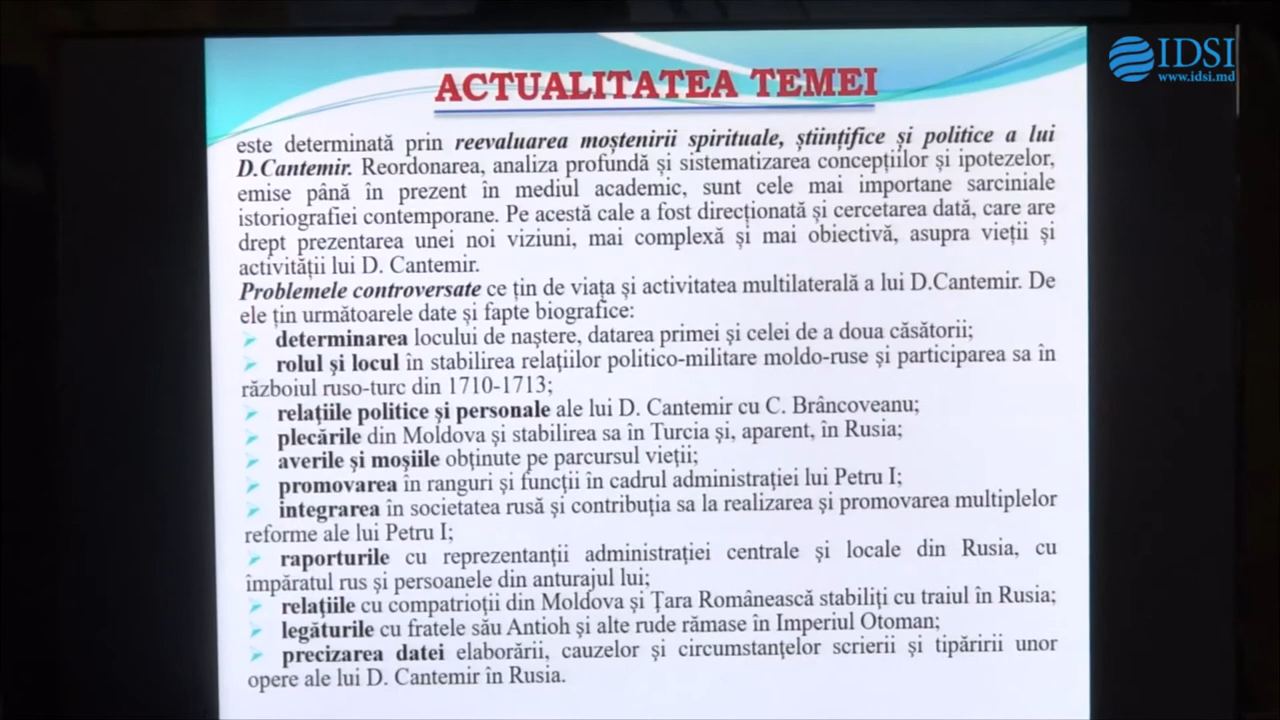 IDSI
www.idsi.md
ACTUALITATEA TEMEI
este determinată prin reevaluarea moștenirii spirituale, științifice și politice a lui
D.Cantemir. Reordonarea, analiza profundă și sistematizarea concepțiilor și ipotezelor,
emise până în prezent în mediul academic, sunt cele mai importane sarciniale
istoriografiei contemporane. Pe acestă cale a fost direcționată și cercetarea dată, care are
drept prezentarea unei noi viziuni, mai complexă și mai obiectivă, asupra vieții și
activității lui D. Cantemir.
Problemele controversate ce țin de viața și activitatea multilaterală a lui D.Cantemir. De
ele țin următoarele date și fapte biografice:
➢ determinarea locului de naștere, datarea primei și celei de a doua căsătorii;
➢ rolul şi locul în stabilirea relațiilor politico-militare moldo-ruse și participarea sa în
războiul ruso-turc din 1710-1713;
➢ relaţiile politice şi personale ale lui D. Cantemir cu C. Brâncoveanu;
➢ plecările din Moldova și stabilirea sa în Turcia și, aparent, în Rusia;
➢ averile şi moşiile obținute pe parcursul vieții;
➢ promovarea în ranguri și funcții în cadrul administrației lui Petru I;
➢ integrarea în societatea rusă și contribuția sa la realizarea și promovarea multiplelor
reforme ale lui Petru I;
➢ raporturile cu reprezentanții administrației centrale și locale din Rusia, cu
împăratul rus și persoanele din anturajul lui;
➢ relaţiile cu compatrioții din Moldova și Țara Românească stabiliți cu traiul în Rusia;
➢ legăturile cu fratele său Antioh și alte rude rămase în Imperiul Otoman;
➢ precizarea datei elaborării, cauzelor și circumstanțelor scrierii și tipăririi unor
opere ale lui D. Cantemir în Rusia.